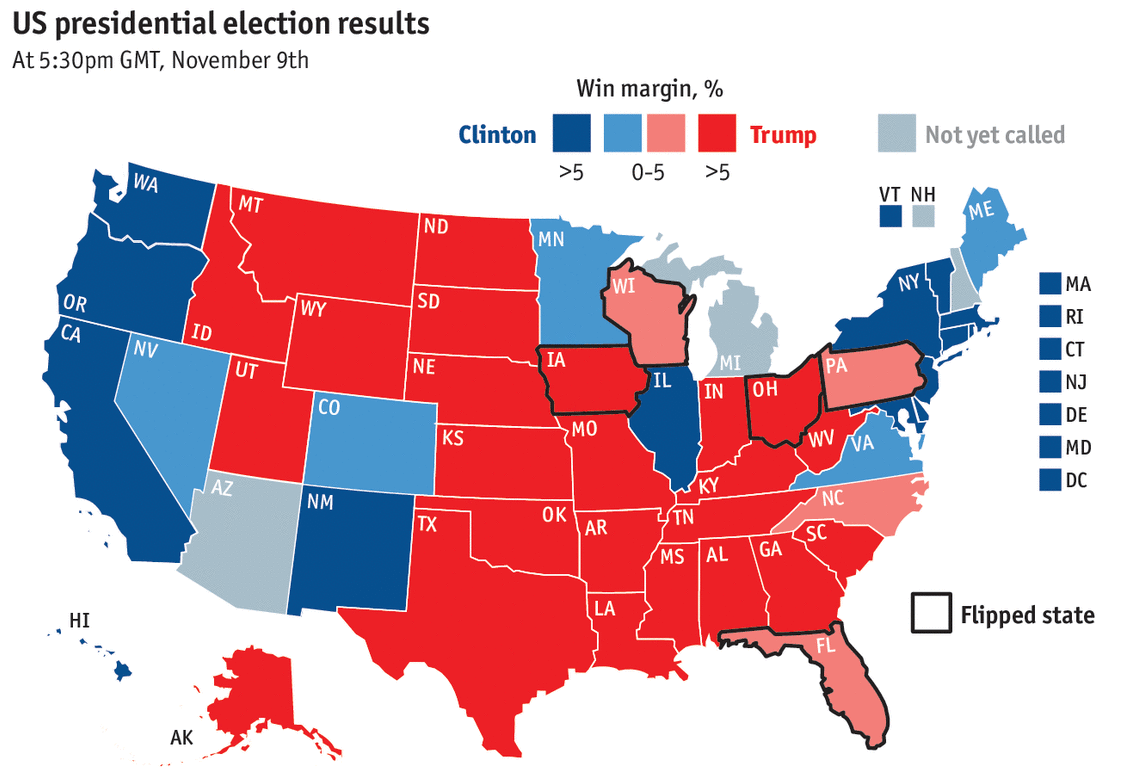 US presidential election results
At 5:30pm GMT, November 9th
Win margin, %
Clinton
Trump
Not yet called
>5
0-5
>5
VT NH
WA
MT
ND
MN
ME
OR
ID
WY
SD
WI
NY
MA
RI
CT
NJ
DE
MD
DC
CA
NV
UT
CO
NE
IA
IL
MI
IN
OH
PA
KS
MO
WV
VA
KY
AZ
NM
OK
AR
TN
NC
SC
TX
LA
MS
AL
GA
FL
HI
AK
Flipped state